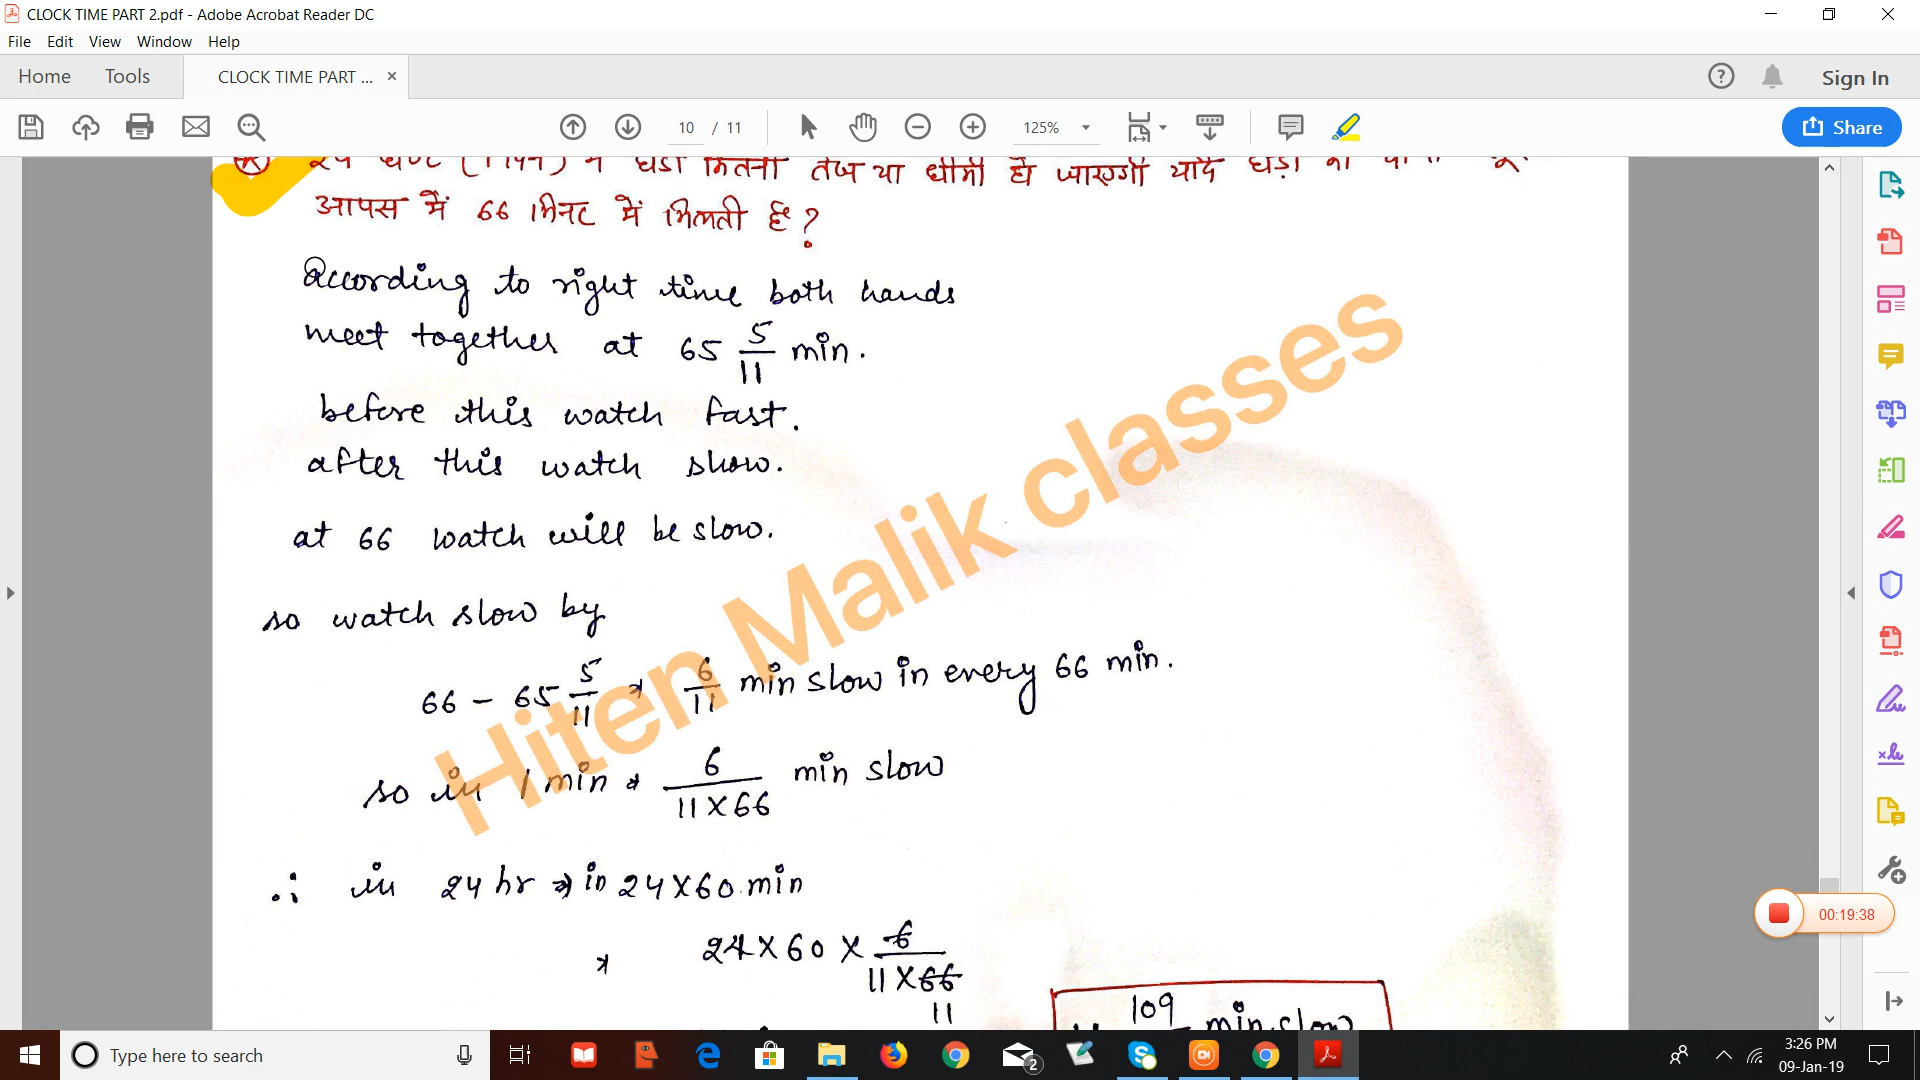 CLOCK TIME PART 2.pdf - Adobe Acrobat Reader DC
File Edit View Window Help
Home Tools CLOCK TIME PART ... × Sign In
10 / 11 125% Share
आपस में 66 मिनट में मिलती है?
According to right time both hands
meet together at 65 5/11 min.
before this watch fast.
after this watch slow.
at 66 watch will be slow.
so watch slow by
66 - 65 5/11 ⇒ 6/11 min slow in every 66 min.
so in 1 min ⇒ 6/11×66 min slow
∴ in 24 hr ⇒ in 24×60 min
⇒ 24×60× 6/11×66
11
109 min slow
Hiten Malik classes
00:19:38
Type here to search
2
3:26 PM
09-Jan-19